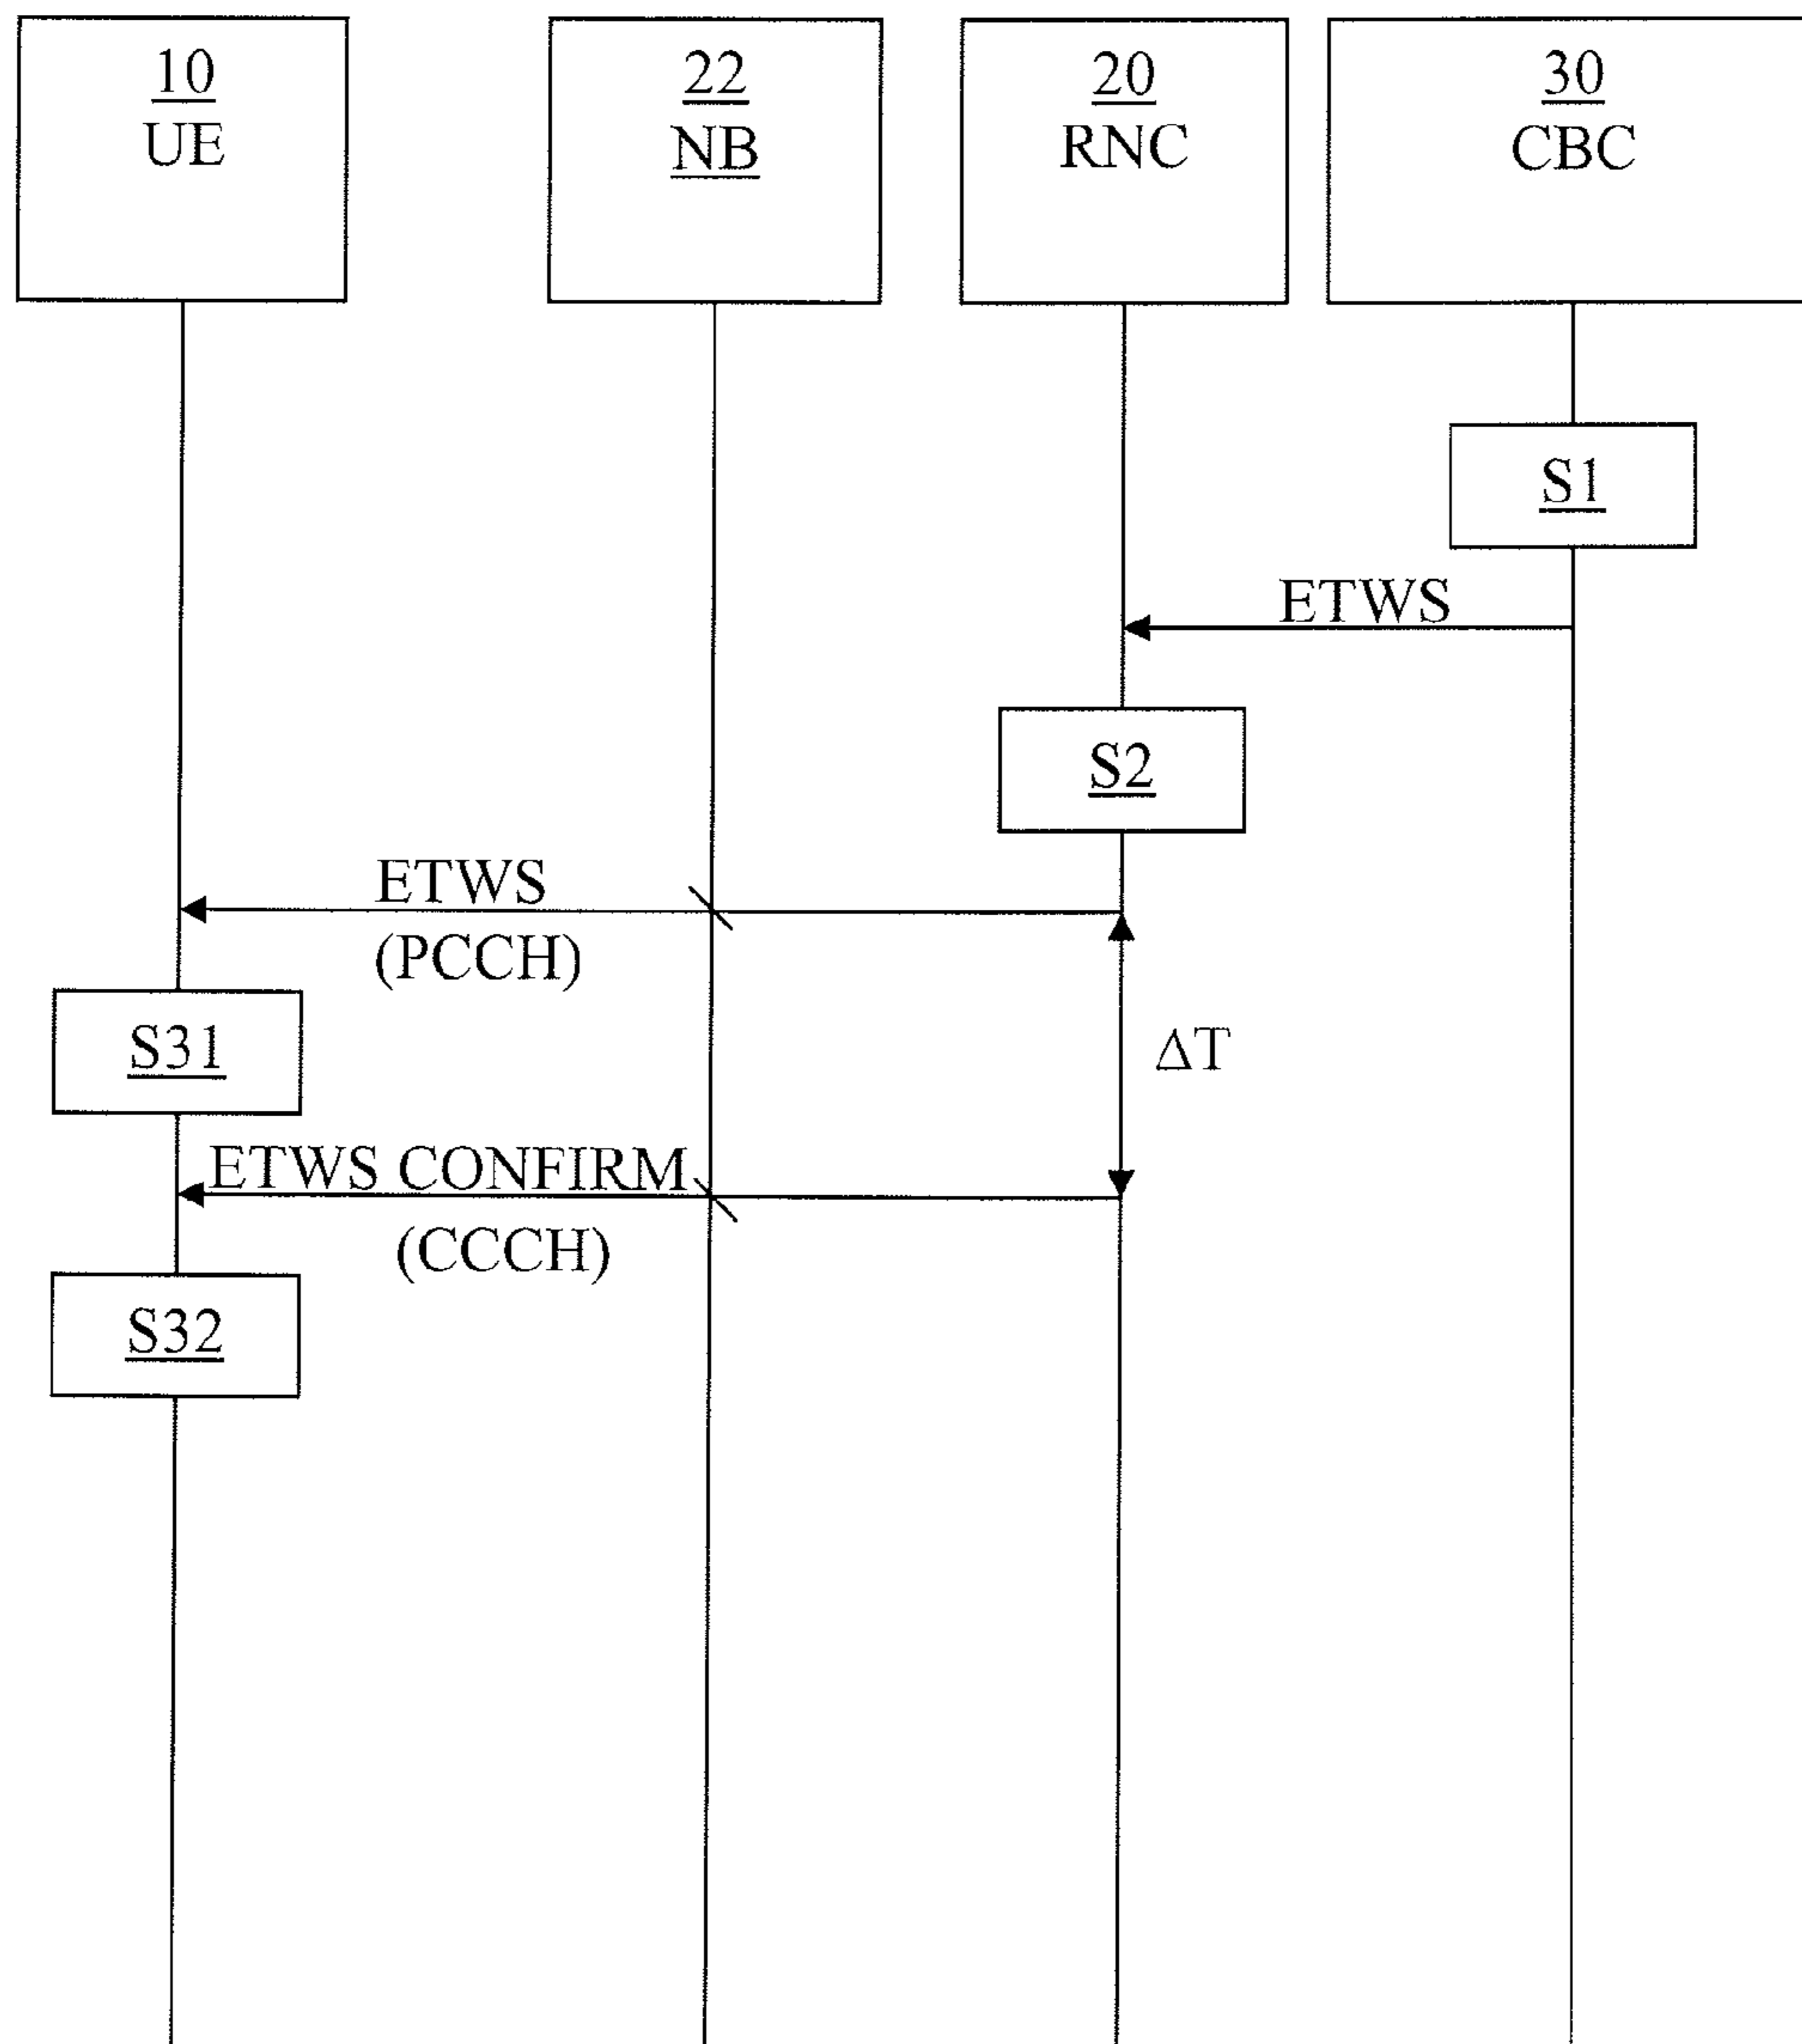 10
UE
22
NB
20
RNC
30
CBC
S1
ETWS
S2
ETWS
(PCCH)
S31
ΔT
ETWS CONFIRM
(CCCH)
S32